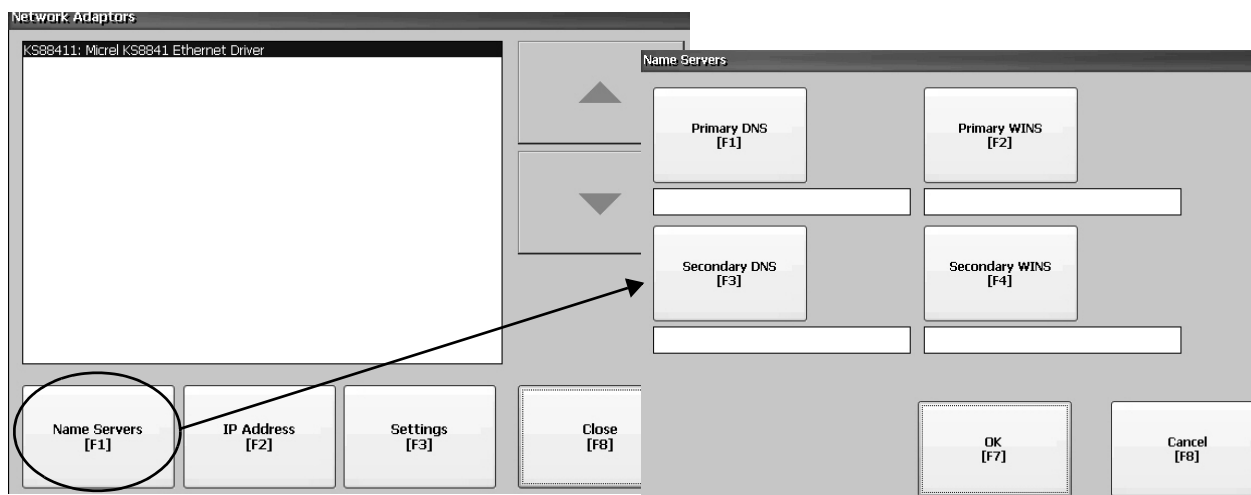 Network Adaptors
KS88411: Micrel KS8841 Ethernet Driver
Name Servers
[F1]
IP Address
[F2]
Settings
[F3]
Close
[F8]
Name Servers
Primary DNS
[F1]
Primary WINS
[F2]
Secondary DNS
[F3]
Secondary WINS
[F4]
OK
[F7]
Cancel
[F8]